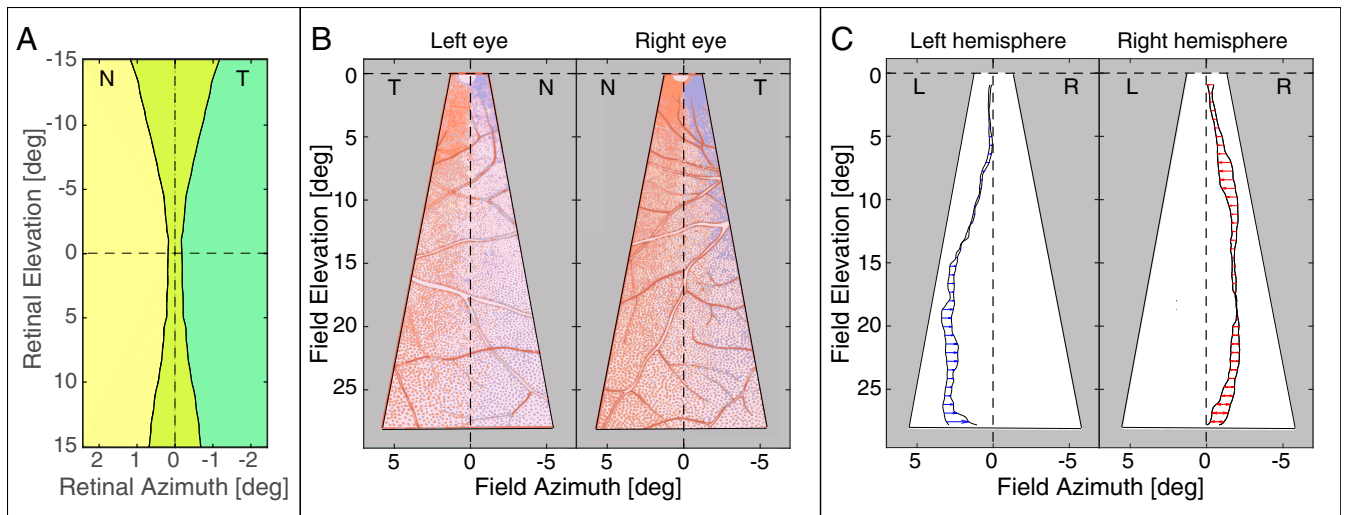 A
N
T
-15
-10
-5
0
5
10
15
2
1
0
-1
-2
Retinal Elevation [deg]
Retinal Azimuth [deg]
B
Left eye
Right eye
T
N
N
T
0
5
10
15
20
25
Field Elevation [deg]
5
0
-5
5
0
-5
Field Azimuth [deg]
C
Left hemisphere
Right hemisphere
L
R
L
R
0
5
10
15
20
25
Field Elevation [deg]
5
0
-5
5
0
-5
Field Azimuth [deg]